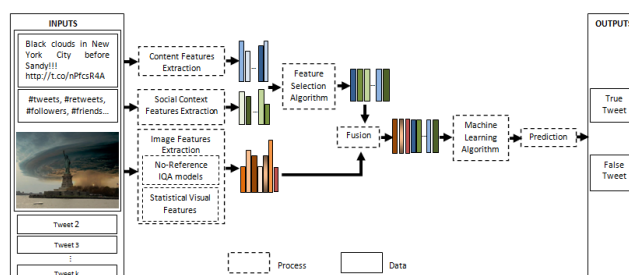 INPUTS
Black clouds in New
York City before
Sandy!!!
http://t.co/nPfcsR4A
#tweets, #retweets,
#followers, #friends...
Tweet 2
Tweet 3
⋮
Tweet k
Content Features
Extraction
Social Context
Features Extraction
Image Features
Extraction
No-Reference
IQA models
Statistical Visual
Features
...
...
Feature
Selection
Algorithm
...
Fusion
...
Machine
Learning
Algorithm
Prediction
OUTPUTS
True
Tweet
False
Tweet
Process
Data